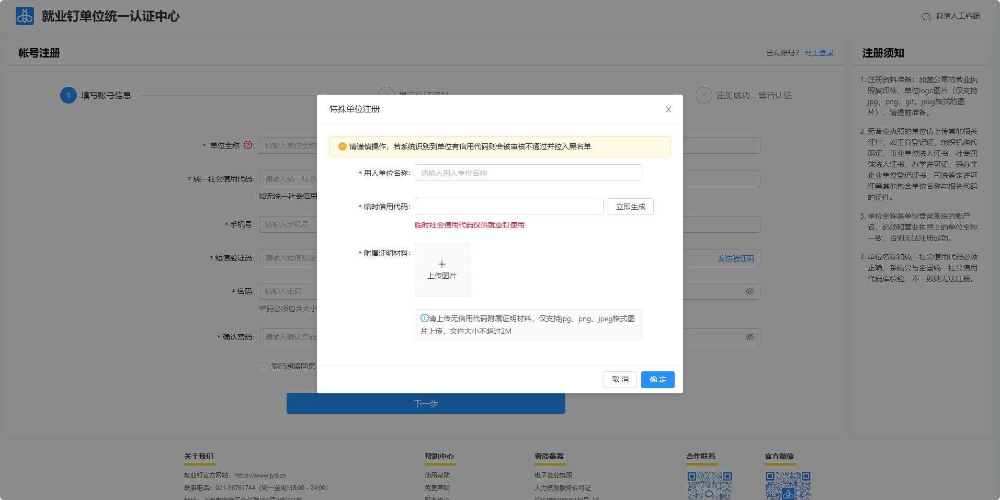 就业钉单位统一认证中心
微信人工客服
帐号注册
已有账号？ 马上登录
注册须知
1 填写账号信息
3 注册成功，等待认证
1. 注册资料准备：加盖公章的营业执
照复印件、单位logo图片（仅支持
jpg，png，gif，jpeg格式的图
片），请提前准备。
2. 无营业执照的单位请上传其他相关
证件，如工商登记证、组织机构代
码证、事业单位法人证书、社会团
体法人证书、办学许可证、民办非
企业单位登记证书、司法鉴定许可
证等其他包含单位名称与相关代码
的证件。
3. 单位全称是单位登录系统的账户
名，必须和营业执照上的单位全称
一致，否则无法注册成功。
4. 单位名称和统一社会信用代码必须
正确，系统会与全国统一社会信用
代码库校验，不一致则无法注册。
* 单位全称 ? : 请输入单位全称
* 统一社会信用代码: 请输入统一社会
如无统一社会信用
* 手机号: 请输入手机号
* 短信验证码: 请输入短信验证
发送验证码
* 密码: 请输入密码
密码必须包含大小
* 确认密码: 请输入确认密码
我已阅读同意
下一步
特殊单位注册
请谨慎操作，若系统识别到单位有信用代码则会被审核不通过并拉入黑名单
* 用人单位名称: 请输入用人单位名称
* 临时信用代码: 立即生成
临时社会信用代码仅供就业钉使用
* 附属证明材料:
+
上传图片
请上传无信用代码附属证明材料，仅支持jpg、png、jpeg格式图
片上传，文件大小不超过2M
取 消 确 定
关于我们
就业钉官方网站：https://www.jyd.cn
联系电话：021-58761744（周一至周日8:00 - 24:00）
帮助中心
使用帮助
免责声明
服务协议
资质备案
电子营业执照
人力资源服务许可证
合作联系
官方微信